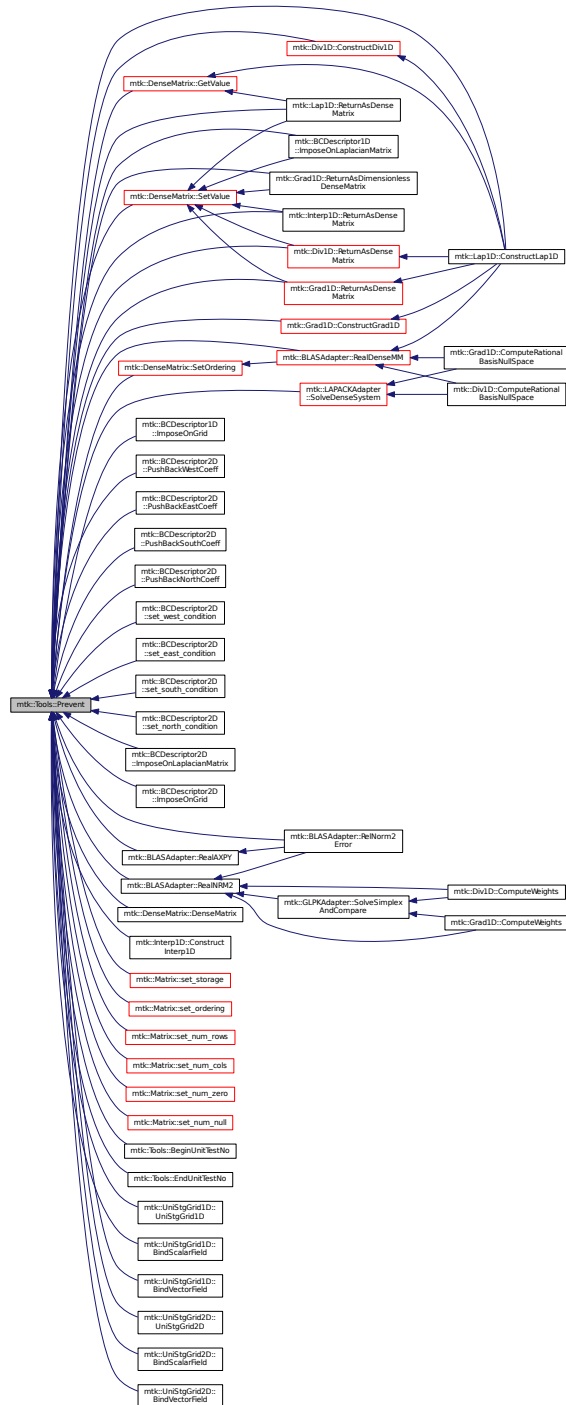 mtk::Div1D::ConstructDiv1D
mtk::DenseMatrix::GetValue
mtk::Lap1D::ReturnAsDense
Matrix
mtk::BCDescriptor1D
::ImposeOnLaplacianMatrix
mtk::Grad1D::ReturnAsDimensionless
DenseMatrix
mtk::DenseMatrix::SetValue
mtk::Interp1D::ReturnAsDense
Matrix
mtk::Div1D::ReturnAsDense
Matrix
mtk::Lap1D::ConstructLap1D
mtk::Grad1D::ReturnAsDense
Matrix
mtk::Grad1D::ConstructGrad1D
mtk::BLASAdapter::RealDenseMM
mtk::Grad1D::ComputeRational
BasisNullSpace
mtk::DenseMatrix::SetOrdering
mtk::LAPACKAdapter
::SolveDenseSystem
mtk::Div1D::ComputeRational
BasisNullSpace
mtk::BCDescriptor1D
::ImposeOnGrid
mtk::BCDescriptor2D
::PushBackWestCoeff
mtk::BCDescriptor2D
::PushBackEastCoeff
mtk::BCDescriptor2D
::PushBackSouthCoeff
mtk::BCDescriptor2D
::PushBackNorthCoeff
mtk::BCDescriptor2D
::set_west_condition
mtk::BCDescriptor2D
::set_east_condition
mtk::BCDescriptor2D
::set_south_condition
mtk::Tools::Prevent
mtk::BCDescriptor2D
::set_north_condition
mtk::BCDescriptor2D
::ImposeOnLaplacianMatrix
mtk::BCDescriptor2D
::ImposeOnGrid
mtk::BLASAdapter::RelNorm2
Error
mtk::BLASAdapter::RealAXPY
mtk::BLASAdapter::RealNRM2
mtk::Div1D::ComputeWeights
mtk::GLPKAdapter::SolveSimplex
AndCompare
mtk::DenseMatrix::DenseMatrix
mtk::Grad1D::ComputeWeights
mtk::Interp1D::Construct
Interp1D
mtk::Matrix::set_storage
mtk::Matrix::set_ordering
mtk::Matrix::set_num_rows
mtk::Matrix::set_num_cols
mtk::Matrix::set_num_zero
mtk::Matrix::set_num_null
mtk::Tools::BeginUnitTestNo
mtk::Tools::EndUnitTestNo
mtk::UniStgGrid1D::
UniStgGrid1D
mtk::UniStgGrid1D::
BindScalarField
mtk::UniStgGrid1D::
BindVectorField
mtk::UniStgGrid2D::
UniStgGrid2D
mtk::UniStgGrid2D::
BindScalarField
mtk::UniStgGrid2D::
BindVectorField